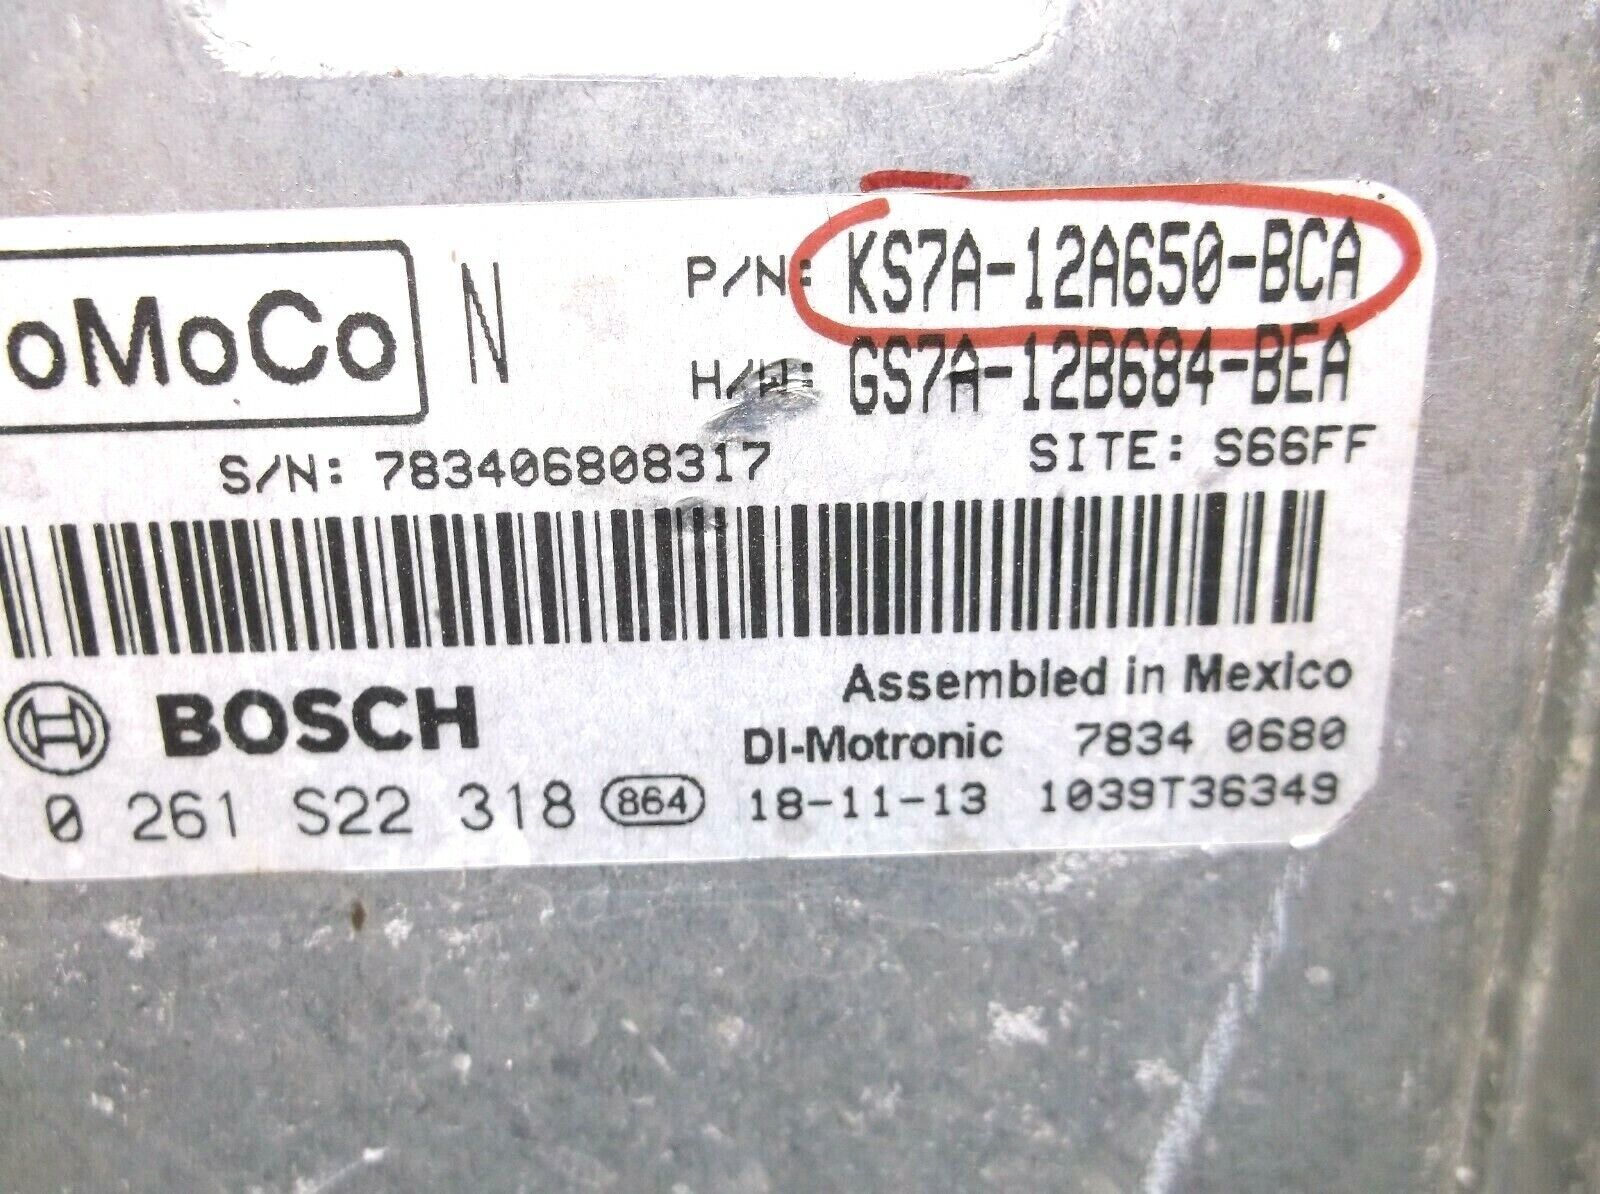 oMoCo N P/N: KS7A-12A650-BCA
H/W: GS7A-12B684-BEA
S/N: 783406808317 SITE: S66FF
Assembled in Mexico
BOSCH DI-Motronic 7834 0680
0 261 S22 318 864 18-11-13 1039T36349